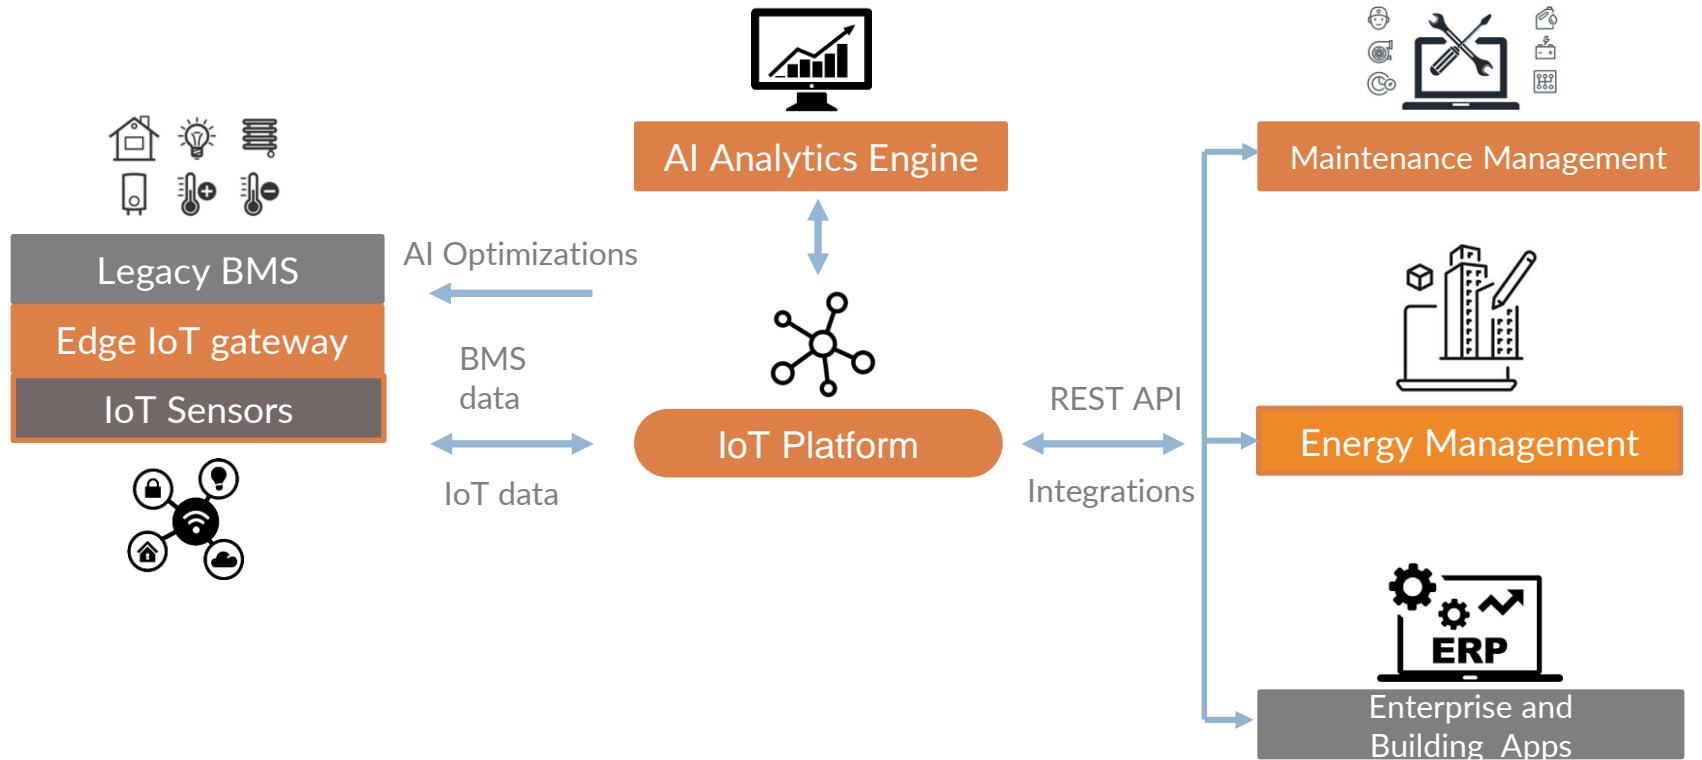 AI Analytics Engine
Maintenance Management
Legacy BMS
AI Optimizations
Edge IoT gateway
BMS
data
IoT Sensors
REST API
IoT Platform
Energy Management
IoT data
Integrations
ERP
Enterprise and
Building Apps